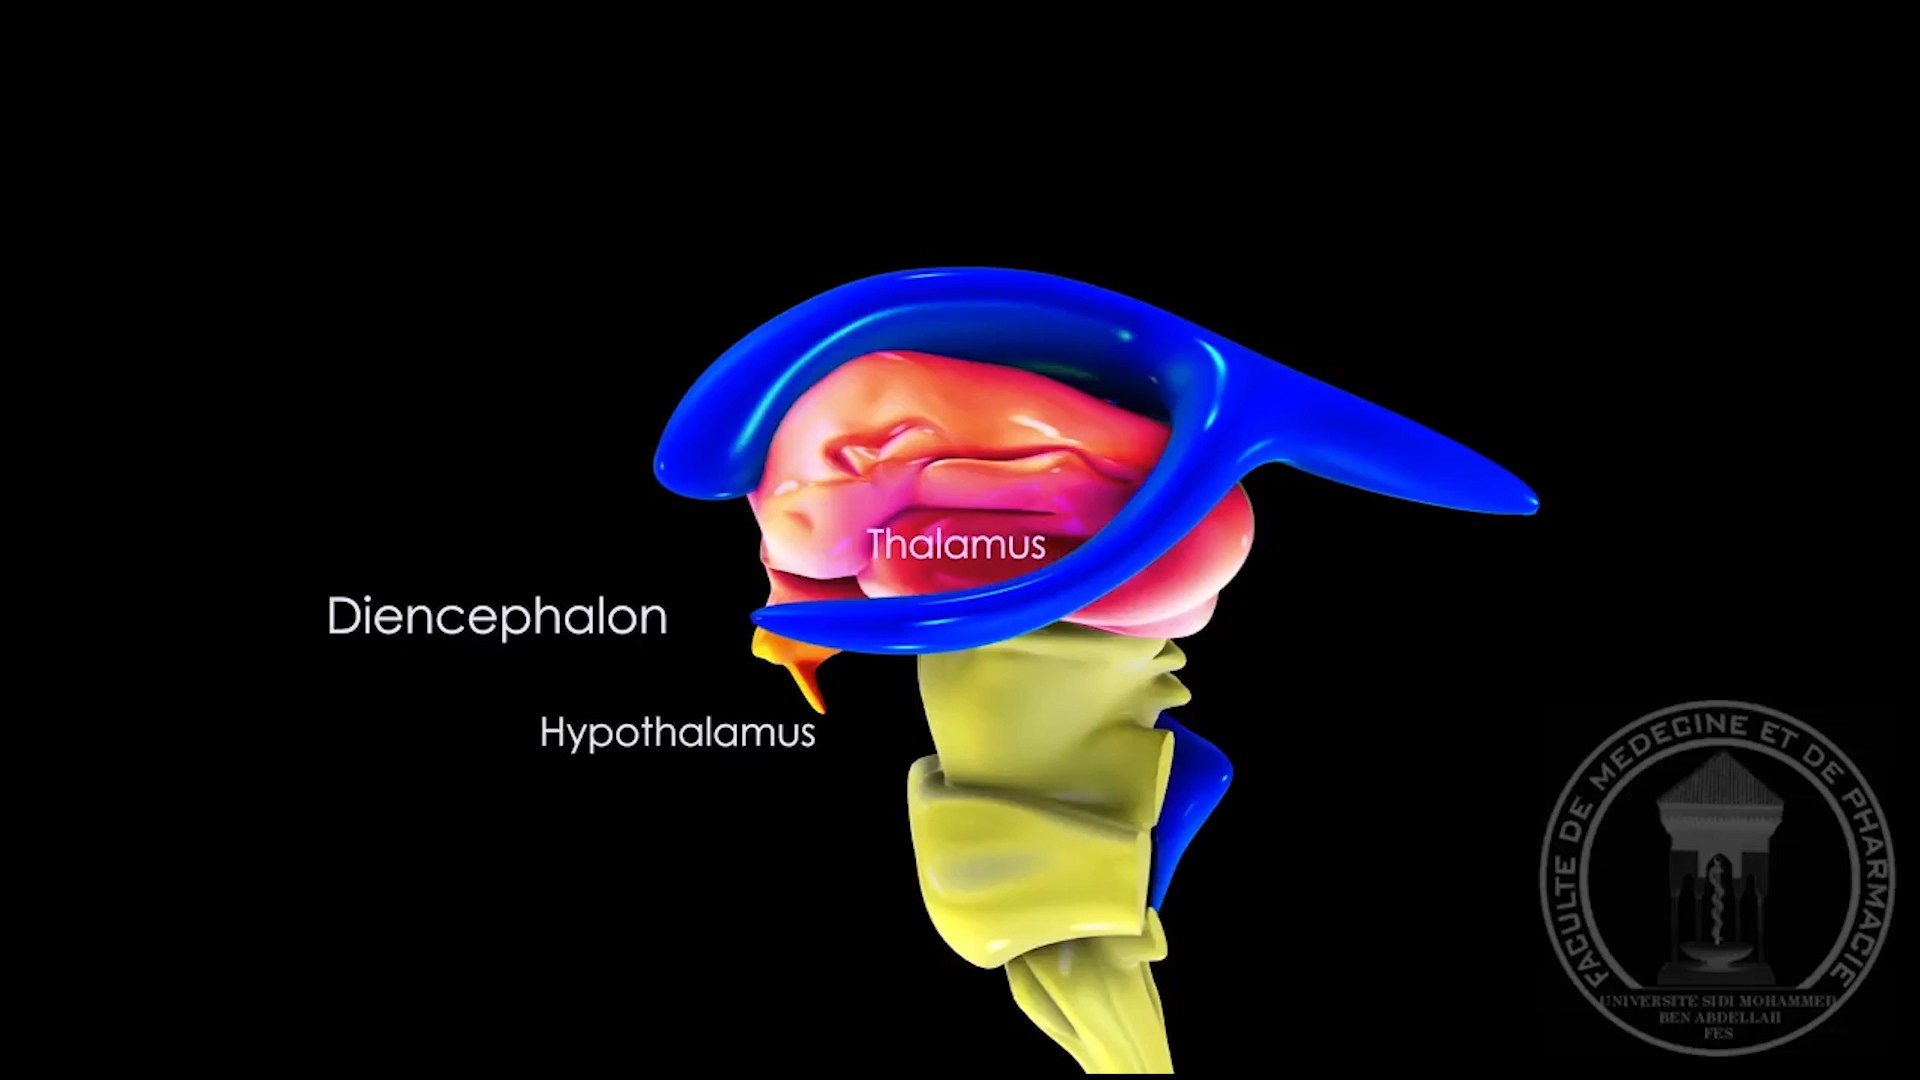 Thalamus
Diencephalon
Hypothalamus
FACULTE DE MEDECINE ET DE PHARMACIE
UNIVERSITE SIDI MOHAMMED
BEN ABDELLAH
FES